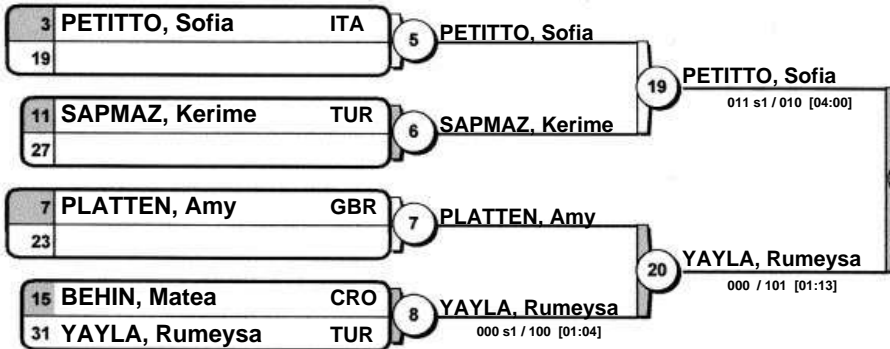 3 PETITTO, Sofia ITA
19
5 PETITTO, Sofia
11 SAPMAZ, Kerime TUR
27
6 SAPMAZ, Kerime
19 PETITTO, Sofia
011 s1 / 010 [04:00]
7 PLATTEN, Amy GBR
23
7 PLATTEN, Amy
15 BEHIN, Matea CRO
31 YAYLA, Rumeysa TUR
8 YAYLA, Rumeysa
000 s1 / 100 [01:04]
20 YAYLA, Rumeysa
000 / 101 [01:13]